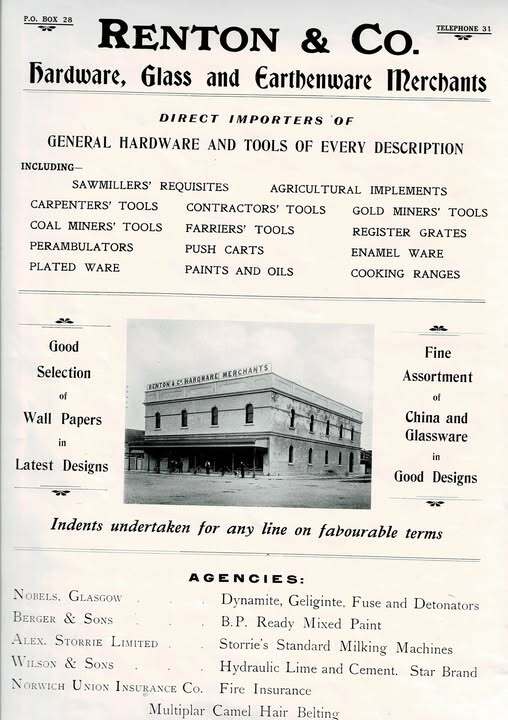 P.O. BOX 28
RENTON & CO.
TELEPHONE 31
Hardware, Glass and Earthenware Merchants
DIRECT IMPORTERS OF
GENERAL HARDWARE AND TOOLS OF EVERY DESCRIPTION
INCLUDING—
SAWMILLERS' REQUISITES AGRICULTURAL IMPLEMENTS
CARPENTERS' TOOLS CONTRACTORS' TOOLS GOLD MINERS' TOOLS
COAL MINERS' TOOLS FARRIERS' TOOLS REGISTER GRATES
PERAMBULATORS PUSH CARTS ENAMEL WARE
PLATED WARE PAINTS AND OILS COOKING RANGES
Good
Selection
of
Wall Papers
in
Latest Designs
RENTON & Co HARDWARE MERCHANTS
Fine
Assortment
of
China and
Glassware
in
Good Designs
Indents undertaken for any line on fabourable terms
AGENCIES:
NOBELS, GLASGOW . . . Dynamite, Geliginte, Fuse and Detonators
BERGER & SONS . . . B.P. Ready Mixed Paint
ALEX. STORRIE LIMITED . . Storrie's Standard Milking Machines
WILSON & SONS . . . Hydraulic Lime and Cement. Star Brand
NORWICH UNION INSURANCE CO. Fire Insurance
Multiplar Camel Hair Belting